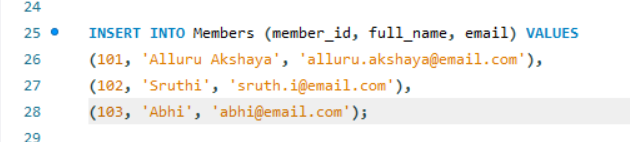 24
25 INSERT INTO Members (member_id, full_name, email) VALUES
26 (101, 'Alluru Akshaya', 'alluru.akshaya@email.com'),
27 (102, 'Sruthi', 'sruth.i@email.com'),
28 (103, 'Abhi', 'abhi@email.com');
29